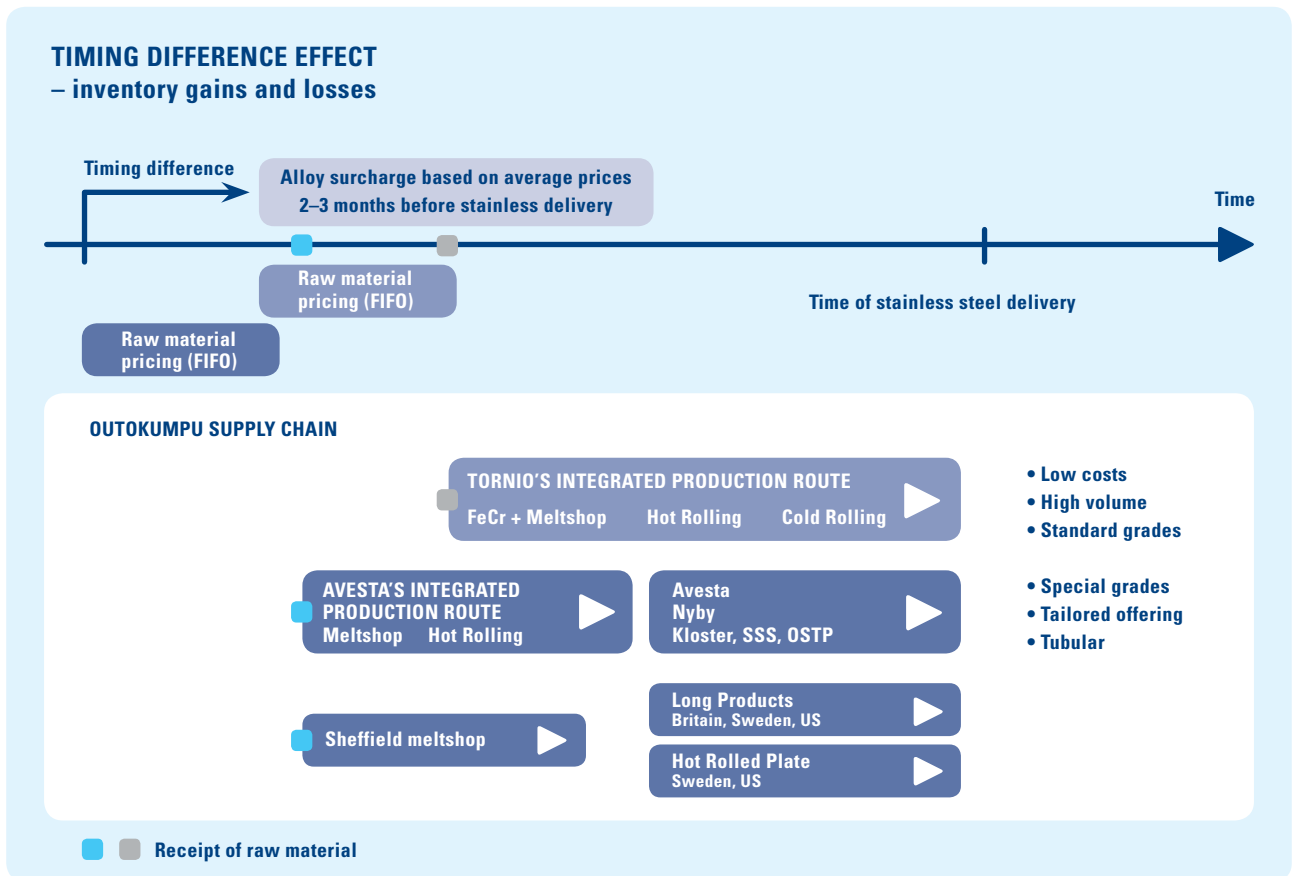 TIMING DIFFERENCE EFFECT
– inventory gains and losses
Timing difference
Alloy surcharge based on average prices
2–3 months before stainless delivery
Time
Raw material
pricing (FIFO)
Time of stainless steel delivery
Raw material
pricing (FIFO)
OUTOKUMPU SUPPLY CHAIN
TORNIO'S INTEGRATED PRODUCTION ROUTE
FeCr + Meltshop Hot Rolling Cold Rolling
• Low costs
• High volume
• Standard grades
AVESTA'S INTEGRATED
PRODUCTION ROUTE
Meltshop Hot Rolling
Avesta
Nyby
Kloster, SSS, OSTP
• Special grades
• Tailored offering
• Tubular
Sheffield meltshop
Long Products
Britain, Sweden, US
Hot Rolled Plate
Sweden, US
Receipt of raw material